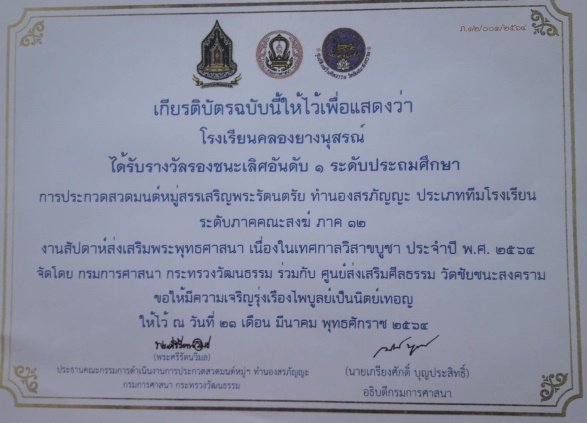 ภ.๑๒/๐๐๑/๒๕๖๔
เกียรติบัตรฉบับนี้ให้ไว้เพื่อแสดงว่า
โรงเรียนคลองยางนุสรณ์
ได้รับรางวัลรองชนะเลิศอันดับ ๑ ระดับประถมศึกษา
การประกวดสวดมนต์หมู่สรรเสริญพระรัตนตรัย ทำนองสรภัญญะ ประเภททีมโรงเรียน
ระดับภาคคณะสงฆ์ ภาค ๑๒
งานสัปดาห์ส่งเสริมพระพุทธศาสนา เนื่องในเทศกาลวิสาขบูชา ประจำปี พ.ศ. ๒๕๖๔
จัดโดย กรมการศาสนา กระทรวงวัฒนธรรม ร่วมกับ ศูนย์ส่งเสริมศีลธรรม วัดชัยชนะสงคราม
ขอให้มีความเจริญรุ่งเรืองไพบูลย์เป็นนิตย์เทอญ
ให้ไว้ ณ วันที่ ๒๑ เดือน มีนาคม พุทธศักราช ๒๕๖๔
(พระศรีรัตนวิมล)
ประธานคณะกรรมการดำเนินงานการประกวดสวดมนต์หมู่ฯ ทำนองสรภัญญะ
กรมการศาสนา กระทรวงวัฒนธรรม
(นายเกรียงศักดิ์ บุญประสิทธิ์)
อธิบดีกรมการศาสนา